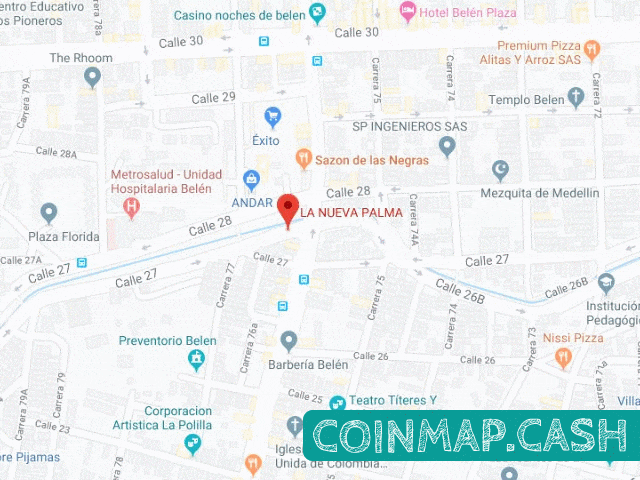 entro Educativo
os Pioneros
Carrera 78a
Casino noches de belen
Hotel Belén Plaza
Calle 30
Calle 30
Premium Pizza
Alitas Y Arroz SAS
The Rhoom
Carrera 79A
Carrera 75
Carrera 74
Carrera 72
Calle 29
Templo Belen
Éxito
SP INGENIEROS SAS
Calle 28A
Sazon de las Negras
Metrosalud - Unidad
Hospitalaria Belén
ANDAR
Calle 28
Mezquita de Medellin
LA NUEVA PALMA
Plaza Florida
Calle 28
Carrera 74A
Calle 27
Calle 27
Calle 27
Calle 27
27A
Carrera 77
Calle 26B
Calle 26B
Institución
Pedagógic
Carrera 75
Carrera 74
Carrera 73
Preventorio Belen
Carrera 76a
Nissi Pizza
Barbería Belén
Calle 26
Calle 26
Carrera 79
Carrera 78
Calle 25
Teatro Títeres Y
Villa
Corporacion
Artistica La Polilla
Calle 23
Igles
Unida de Colombia...
ore Pijamas
COINMAP.CASH